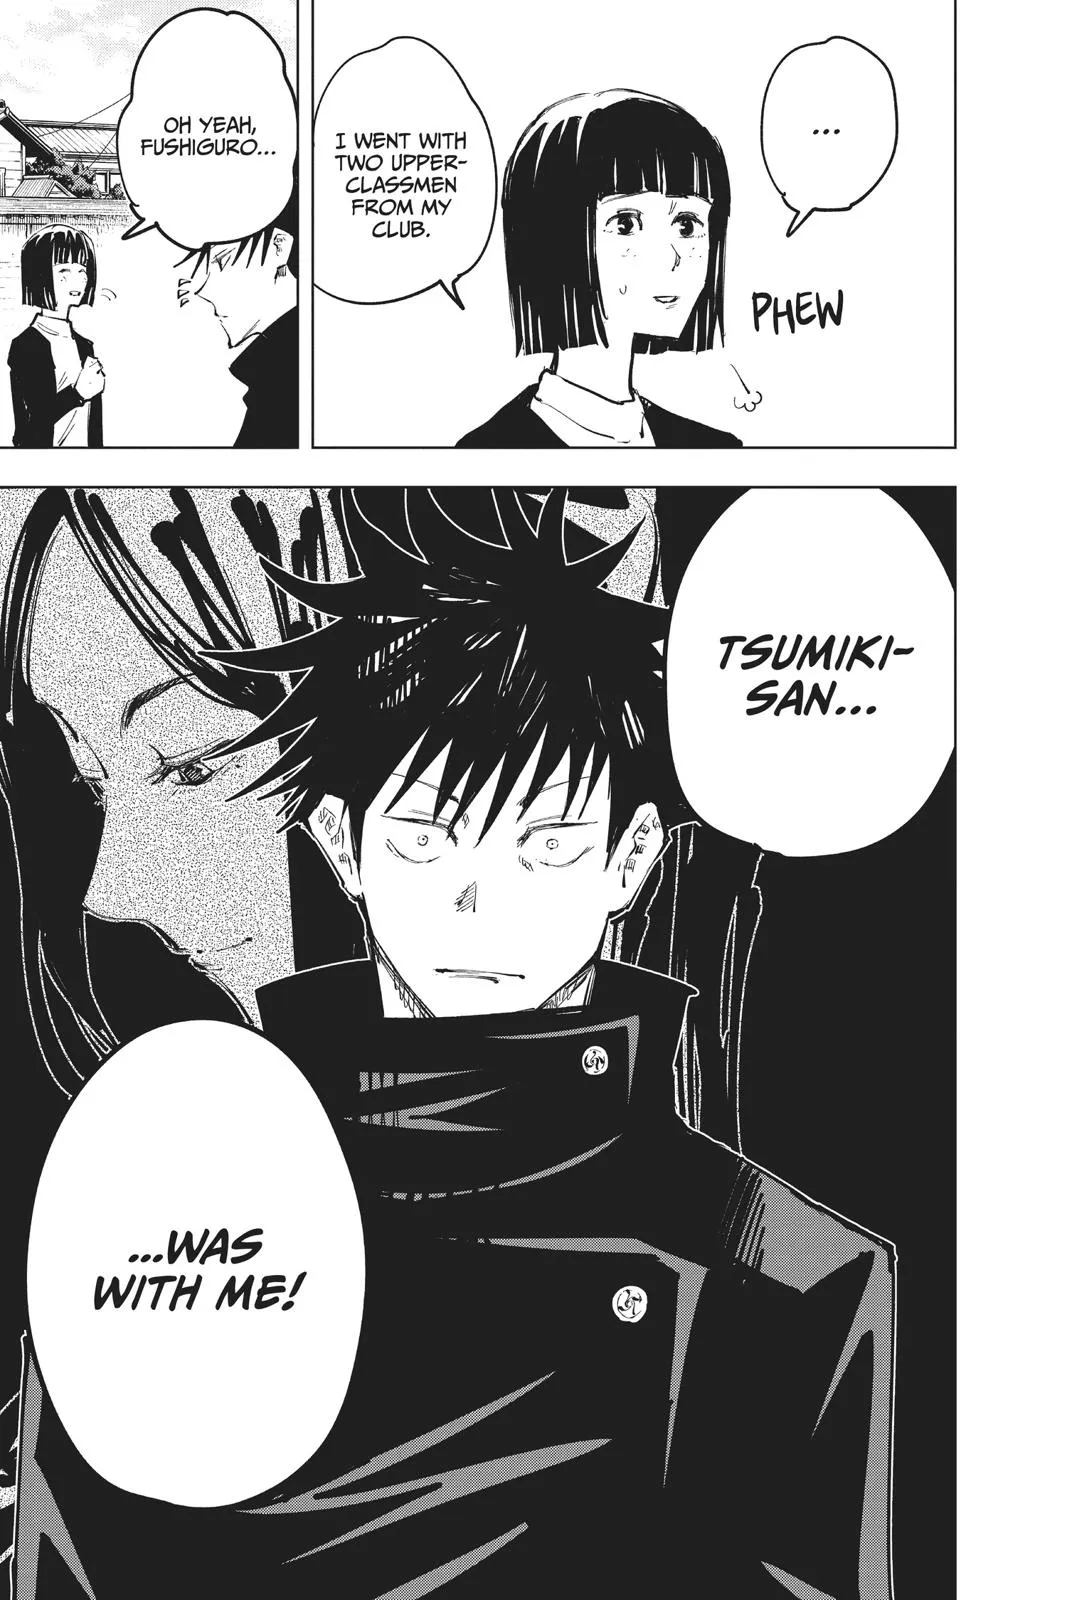 ...
PHEW
I WENT WITH
TWO UPPER-
CLASSMEN
FROM MY
CLUB.
OH YEAH,
FUSHIGURO...
TSUMIKI-
SAN...
...WAS
WITH ME!